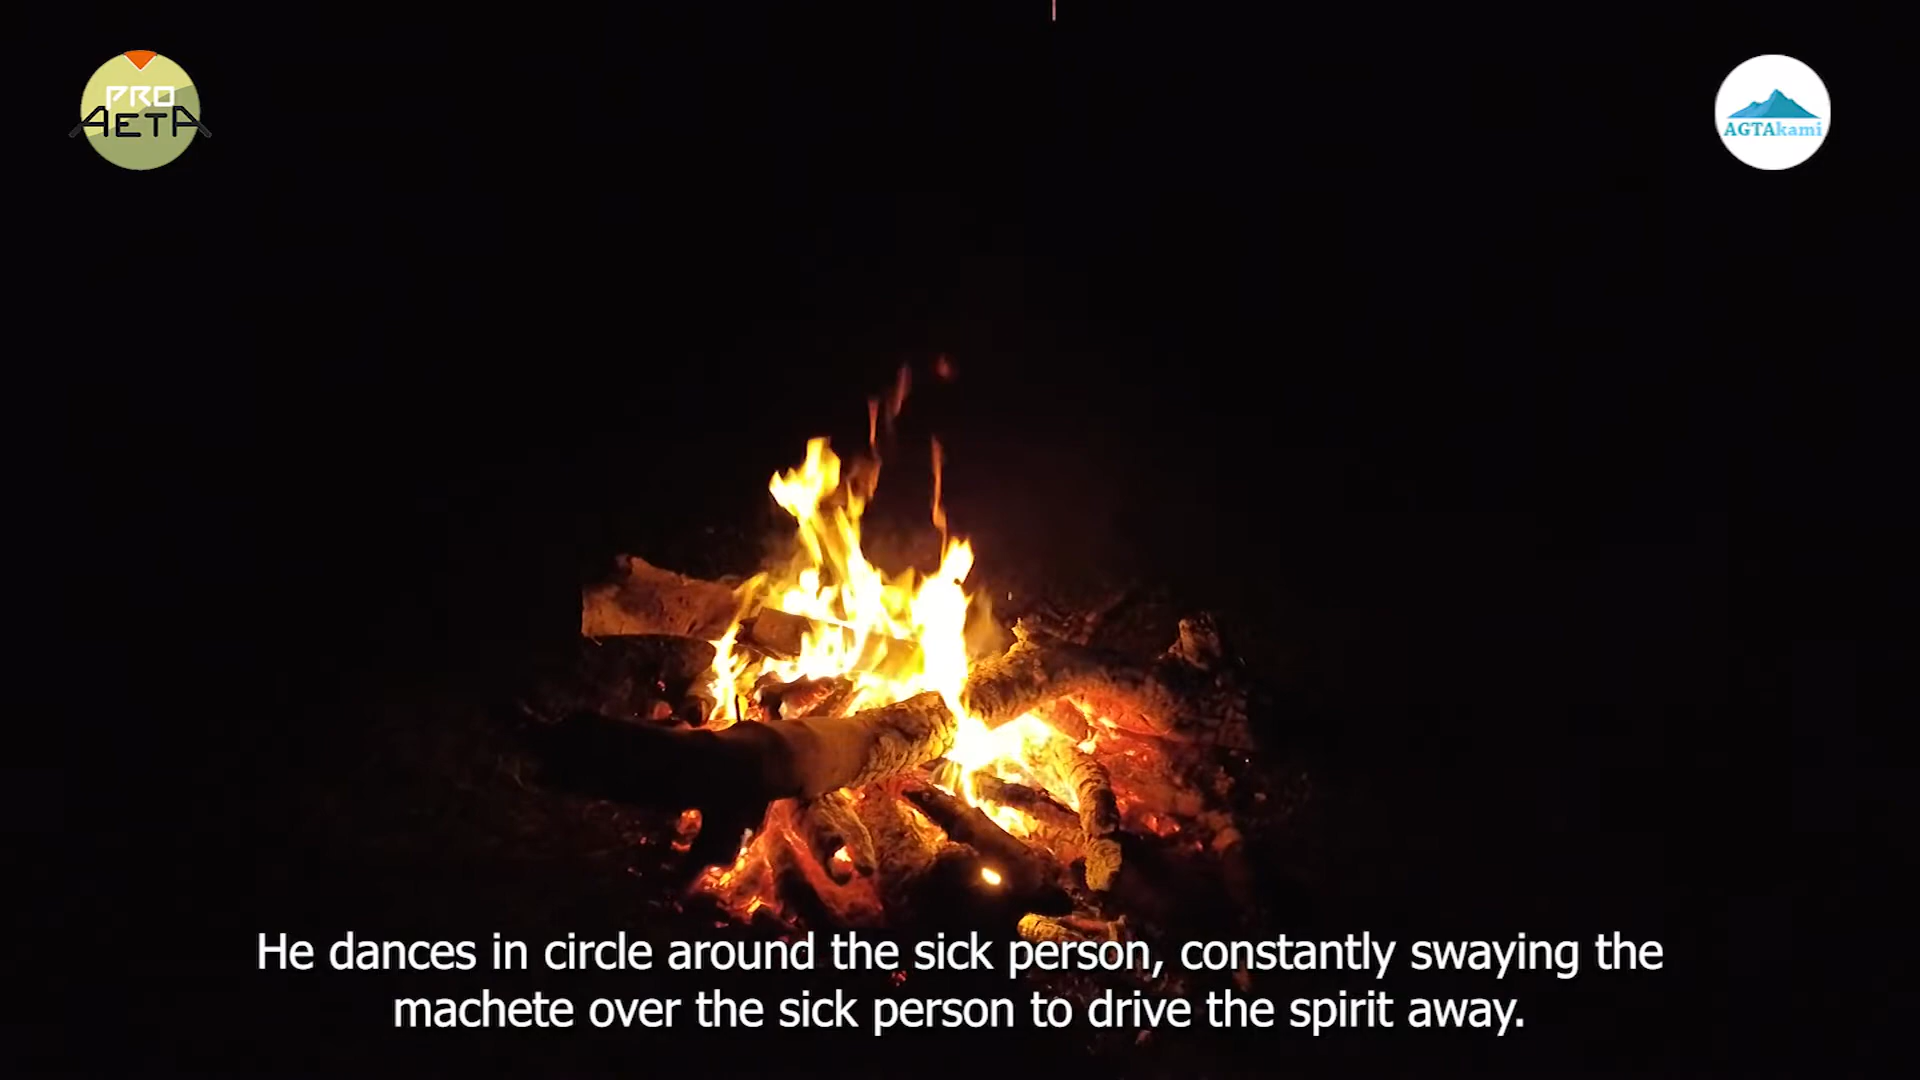 PRO
AETA
AGTAkami
He dances in circle around the sick person, constantly swaying the
machete over the sick person to drive the spirit away.